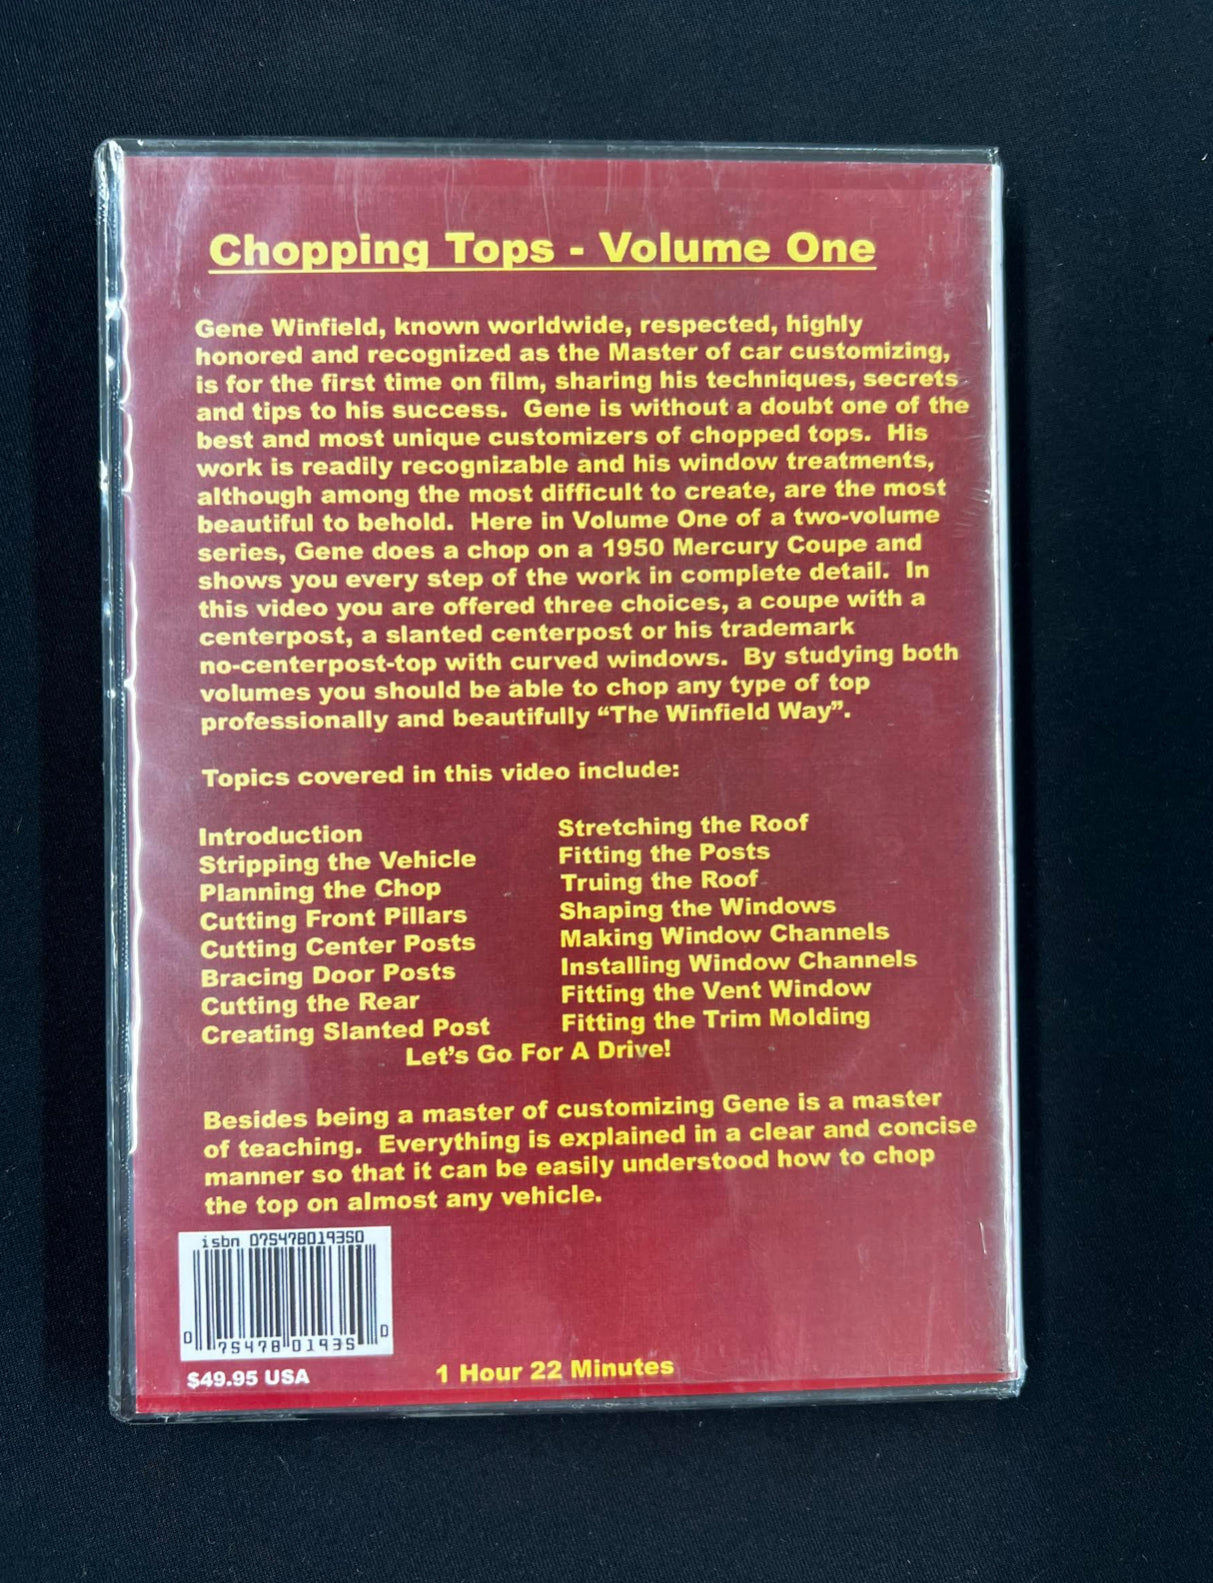 Chopping Tops - Volume One
Gene Winfield, known worldwide, respected, highly
honored and recognized as the Master of car customizing,
is for the first time on film, sharing his techniques, secrets
and tips to his success. Gene is without a doubt one of the
best and most unique customizers of chopped tops. His
work is readily recognizable and his window treatments,
although among the most difficult to create, are the most
beautiful to behold. Here in Volume One of a two-volume
series, Gene does a chop on a 1950 Mercury Coupe and
shows you every step of the work in complete detail. In
this video you are offered three choices, a coupe with a
centerpost, a slanted centerpost or his trademark
no-centerpost-top with curved windows. By studying both
volumes you should be able to chop any type of top
professionally and beautifully “The Winfield Way”.
Topics covered in this video include:
Introduction
Stripping the Vehicle
Planning the Chop
Cutting Front Pillars
Cutting Center Posts
Bracing Door Posts
Cutting the Rear
Creating Slanted Post
Stretching the Roof
Fitting the Posts
Truing the Roof
Shaping the Windows
Making Window Channels
Installing Window Channels
Fitting the Vent Window
Fitting the Trim Molding
Let's Go For A Drive!
Besides being a master of customizing Gene is a master
of teaching. Everything is explained in a clear and concise
manner so that it can be easily understood how to chop
the top on almost any vehicle.
isbn 075478019350
0 75478 01935 0
$49.95 USA
1 Hour 22 Minutes